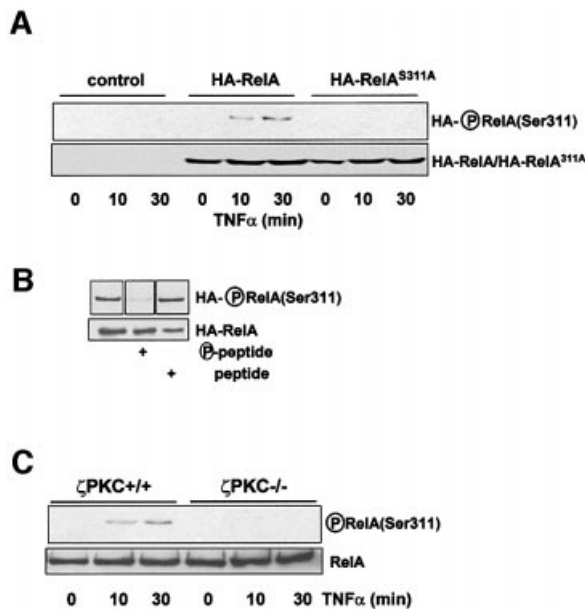 A
control HA-RelA HA-RelA^S311A
HA-ⓅRelA(Ser311)
HA-RelA/HA-RelA^311A
0 10 30 0 10 30 0 10 30
TNFα (min)
B
HA-ⓅRelA(Ser311)
HA-RelA
+ Ⓟ-peptide
+ peptide
C
ζPKC+/+ ζPKC-/-
ⓅRelA(Ser311)
RelA
0 10 30 0 10 30 TNFα (min)